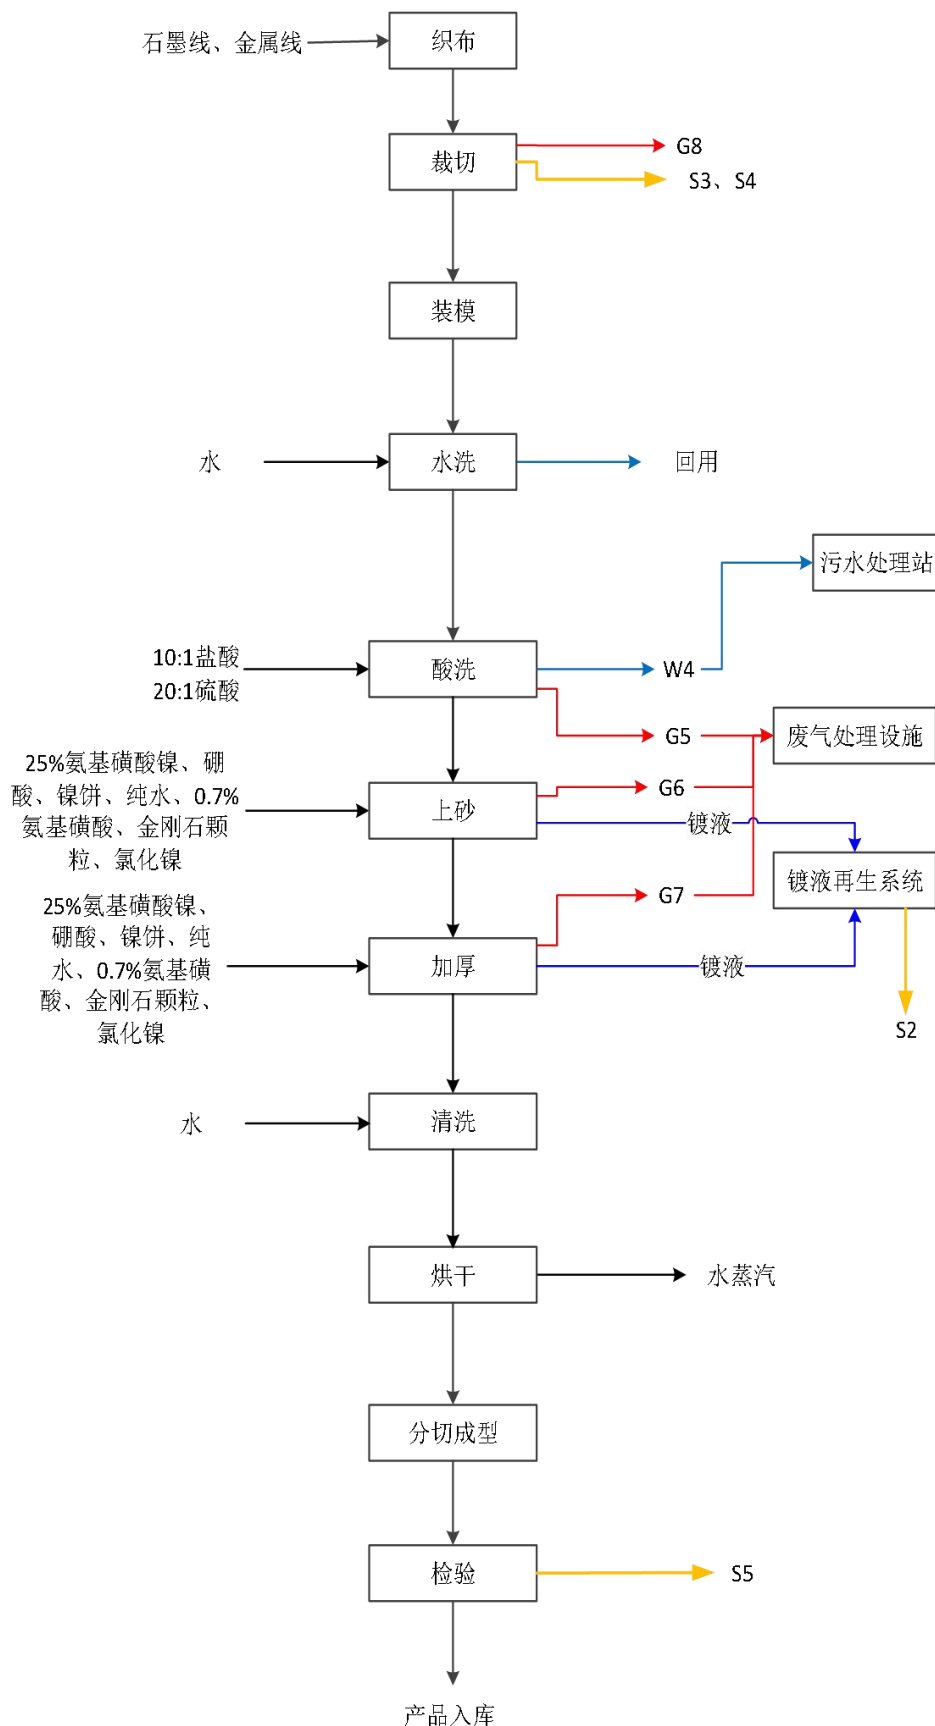 石墨线、金属线
织布
裁切
G8
S3、S4
装模
水
水洗
回用
污水处理站
10:1盐酸
20:1硫酸
酸洗
W4
G5
废气处理设施
25%氨基磺酸镍、硼
酸、镍饼、纯水、0.7%
氨基磺酸、金刚石颗
粒、氯化镍
上砂
G6
镀液
镀液再生系统
25%氨基磺酸镍、
硼酸、镍饼、纯
水、0.7%氨基磺
酸、金刚石颗粒、
氯化镍
加厚
G7
镀液
S2
水
清洗
烘干
水蒸汽
分切成型
检验
S5
产品入库